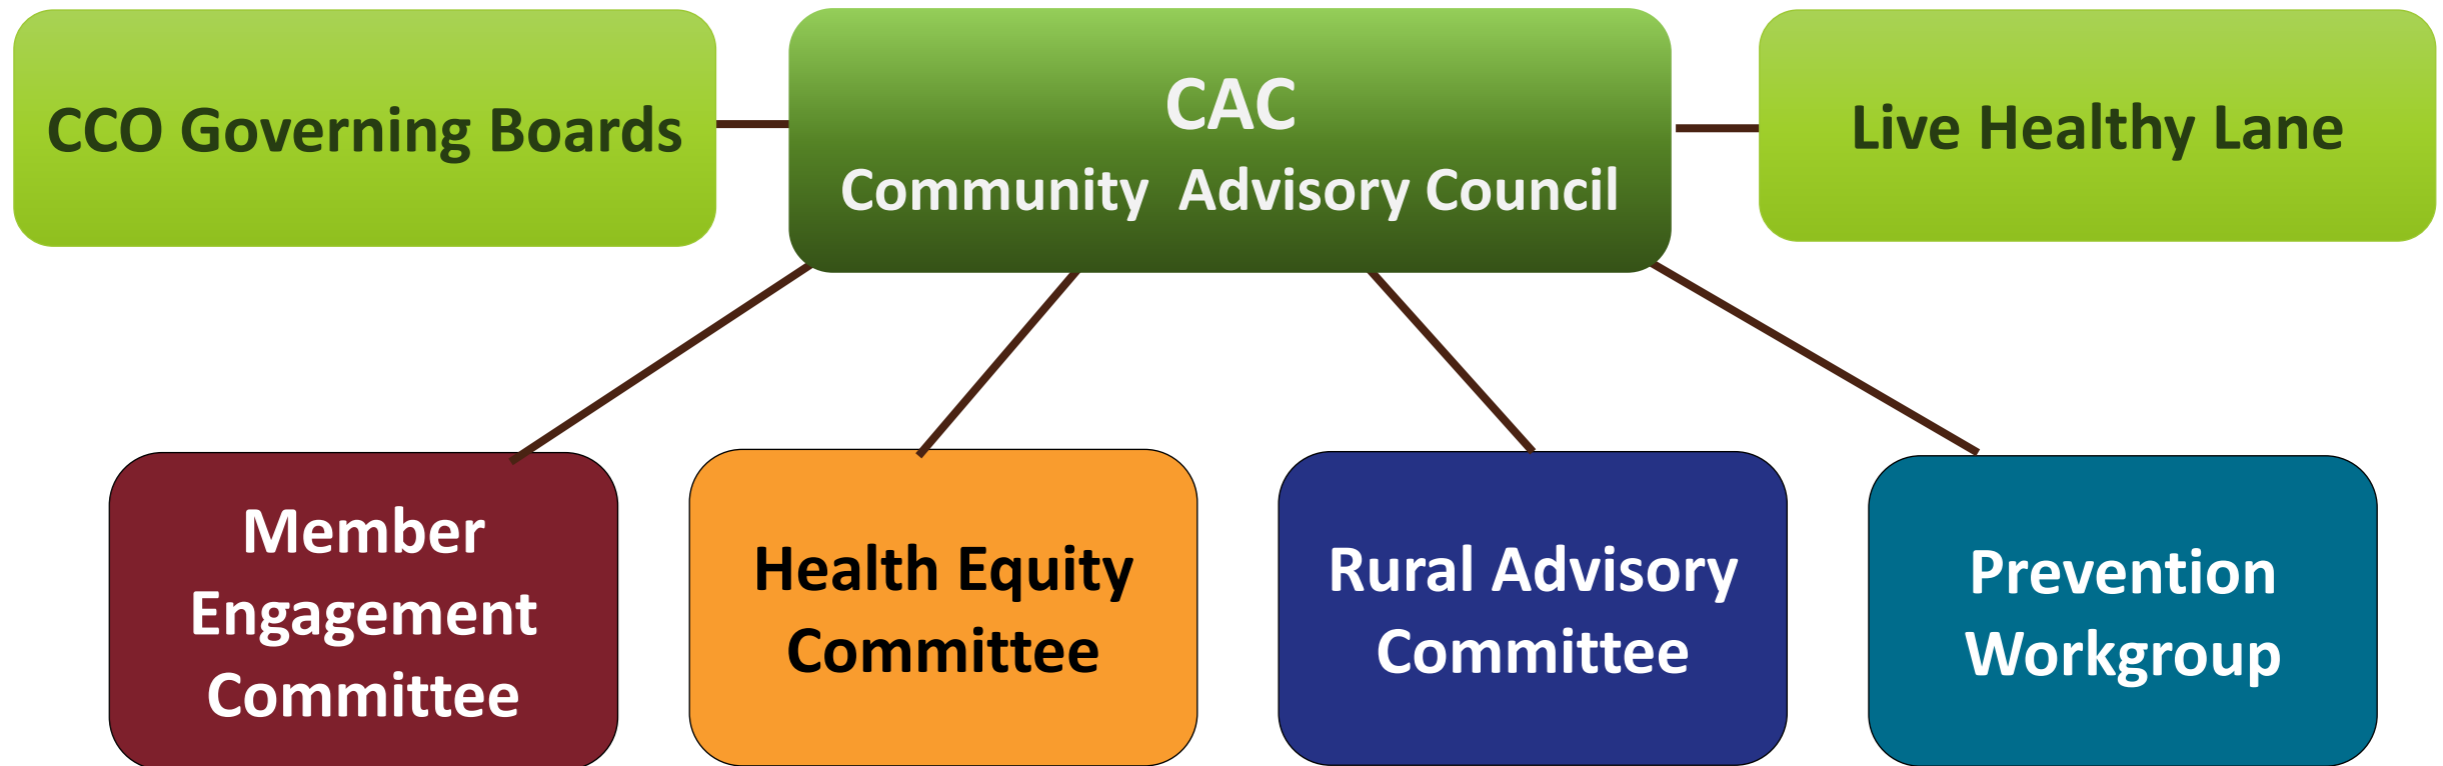 CCO Governing Boards
CAC
Community Advisory Council
Live Healthy Lane
Member
Engagement
Committee
Health Equity
Committee
Rural Advisory
Committee
Prevention
Workgroup